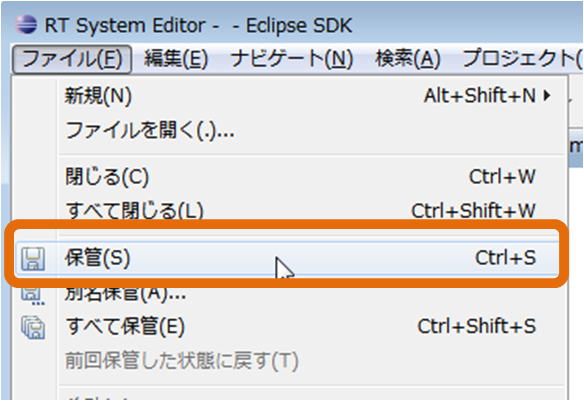 RT System Editor - - Eclipse SDK
ファイル(F) 編集(E) ナビゲート(N) 検索(A) プロジェクト(
新規(N) Alt+Shift+N
ファイルを開く(.)...
閉じる(C) Ctrl+W
すべて閉じる(L) Ctrl+Shift+W
保管(S) Ctrl+S
別名保管(A)...
すべて保管(E) Ctrl+Shift+S
前回保管した状態に戻す(T)